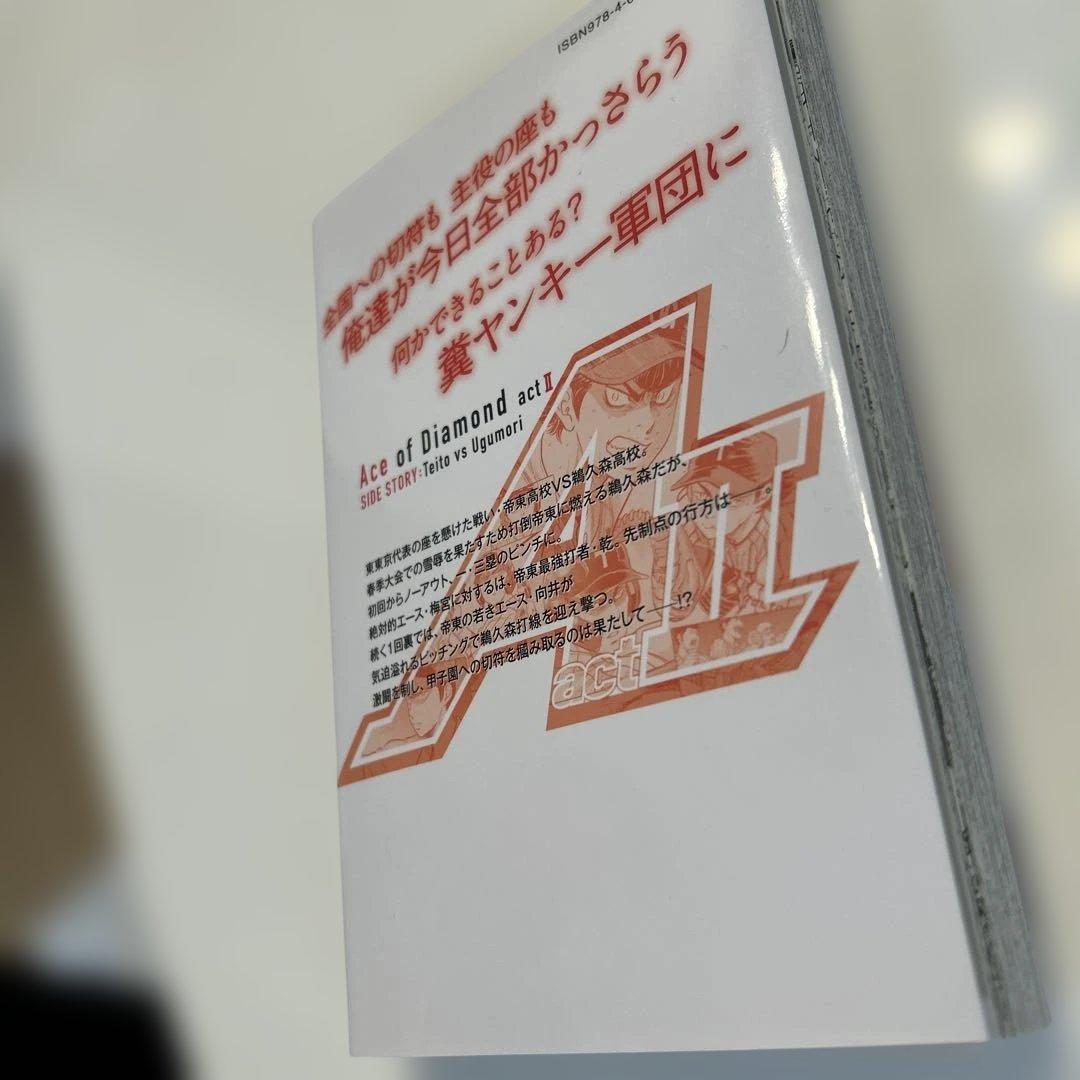 ISBN978-4-0
全国への切符も 主役の座も
俺達が今日全部かっさらう
何かできることある？
糞ヤンキー軍団に
Ace of Diamond act II
SIDE STORY: Teito vs Ugumori
東東京代表の座を懸けた戦い・帝東高校VS鵜久森高校。
春季大会での雪辱を果たすため打倒帝東に燃える鵜久森だが、
初回からノーアウト、一・三塁のピンチに。
絶対的エース・梅宮に対するは、帝東最強打者・乾。先制点の行方は──。
続く1回裏では、帝東の若きエース・向井が
気迫溢れるピッチングで鵜久森打線を迎え撃つ。
激闘を制し、甲子園への切符を掴み取るのは果たして──!?
A II
act